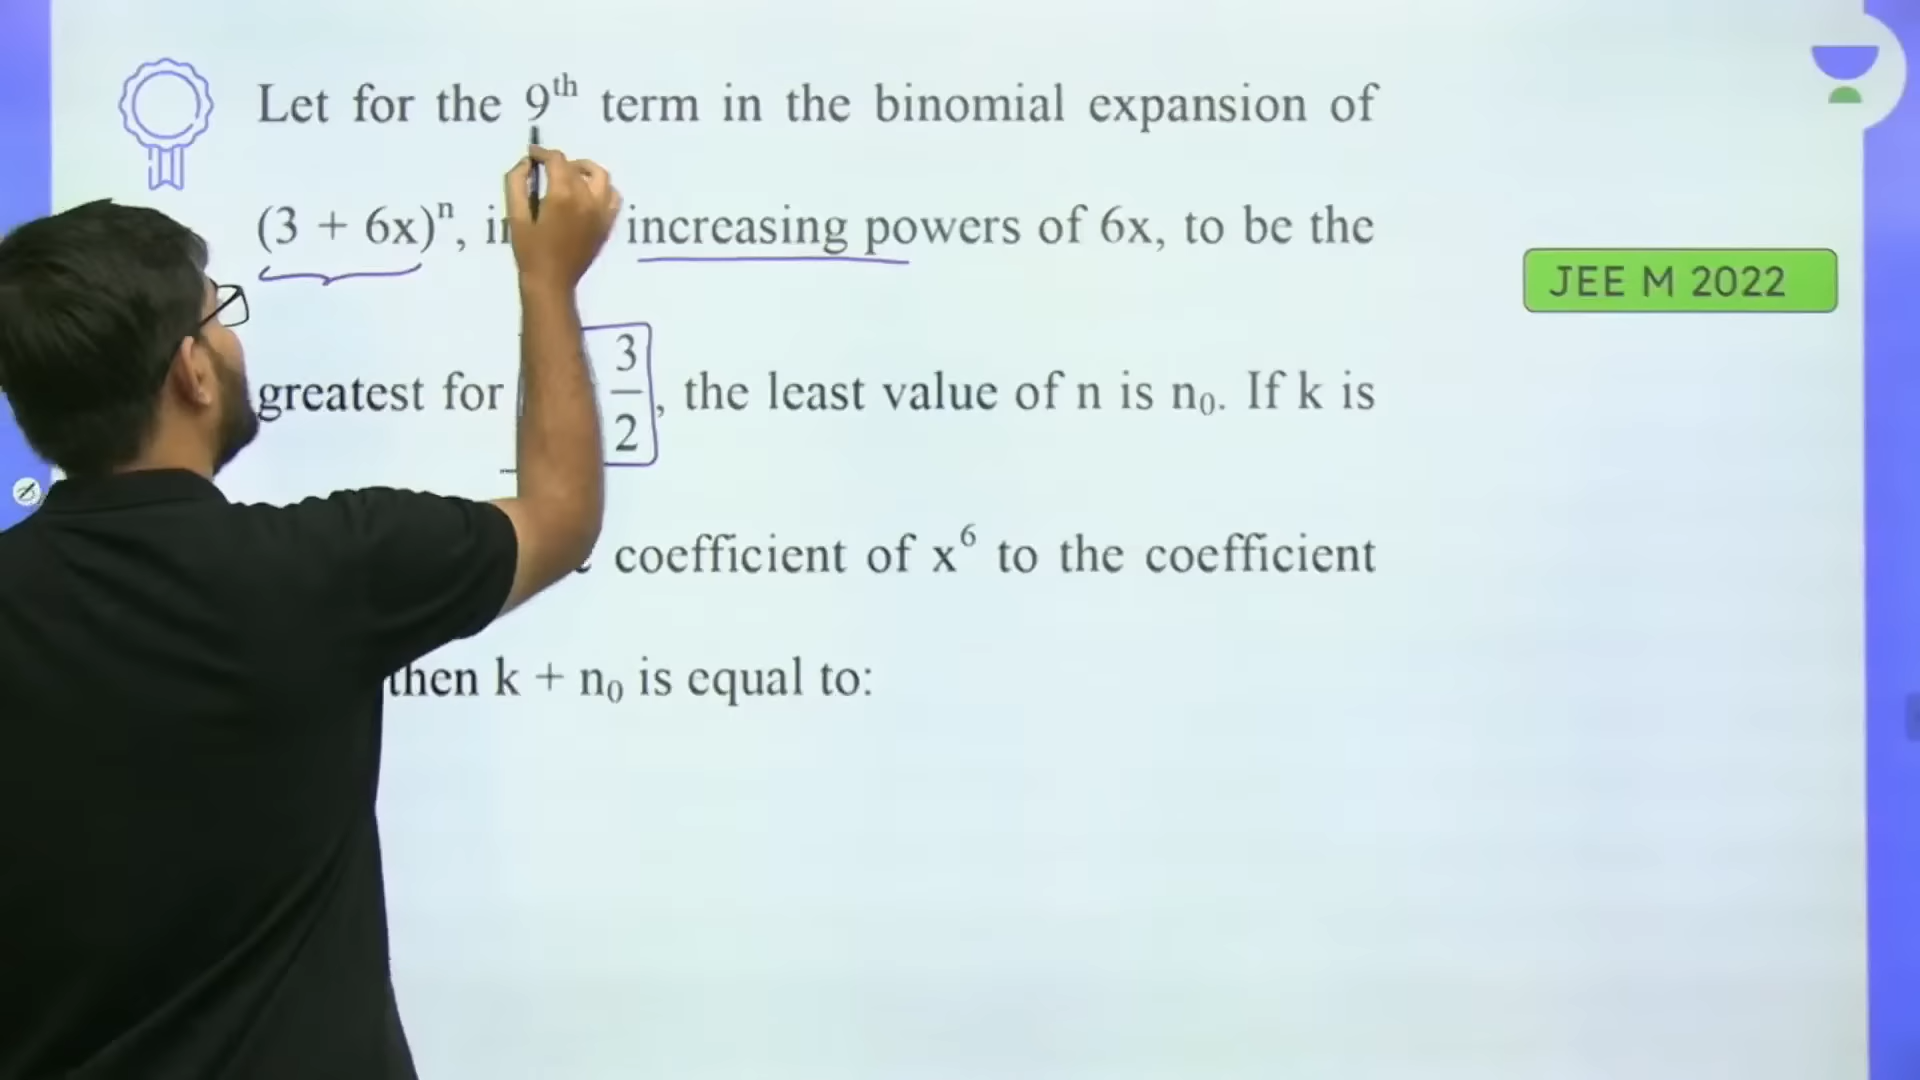 Let for the 9th term in the binomial expansion of
(3 + 6x)ⁿ, increasing powers of 6x, to be the
JEE M 2022
greatest for 3/2, the least value of n is n₀. If k is
coefficient of x⁶ to the coefficient
then k + n₀ is equal to: